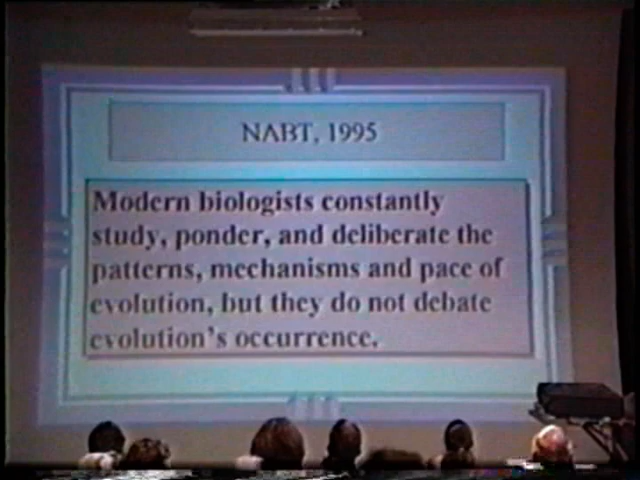 NABT, 1995
Modern biologists constantly
study, ponder, and deliberate the
patterns, mechanisms and pace of
evolution, but they do not debate
evolution's occurrence.